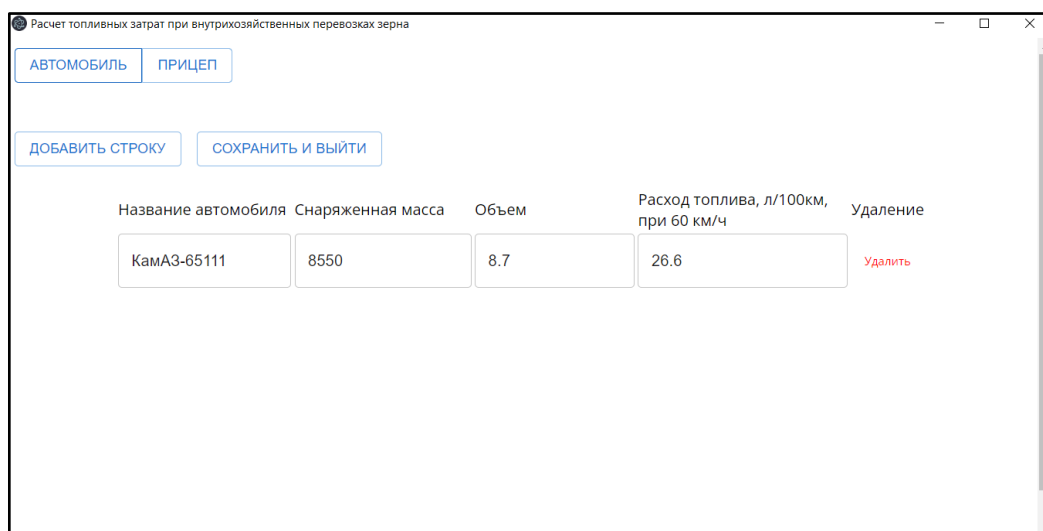 Расчет топливных затрат при внутрихозяйственных перевозках зерна
АВТОМОБИЛЬ ПРИЦЕП
ДОБАВИТЬ СТРОКУ СОХРАНИТЬ И ВЫЙТИ
Название автомобиля Снаряженная масса Объем Расход топлива, л/100км, Удаление
при 60 км/ч
КамАЗ-65111 8550 8.7 26.6 Удалить